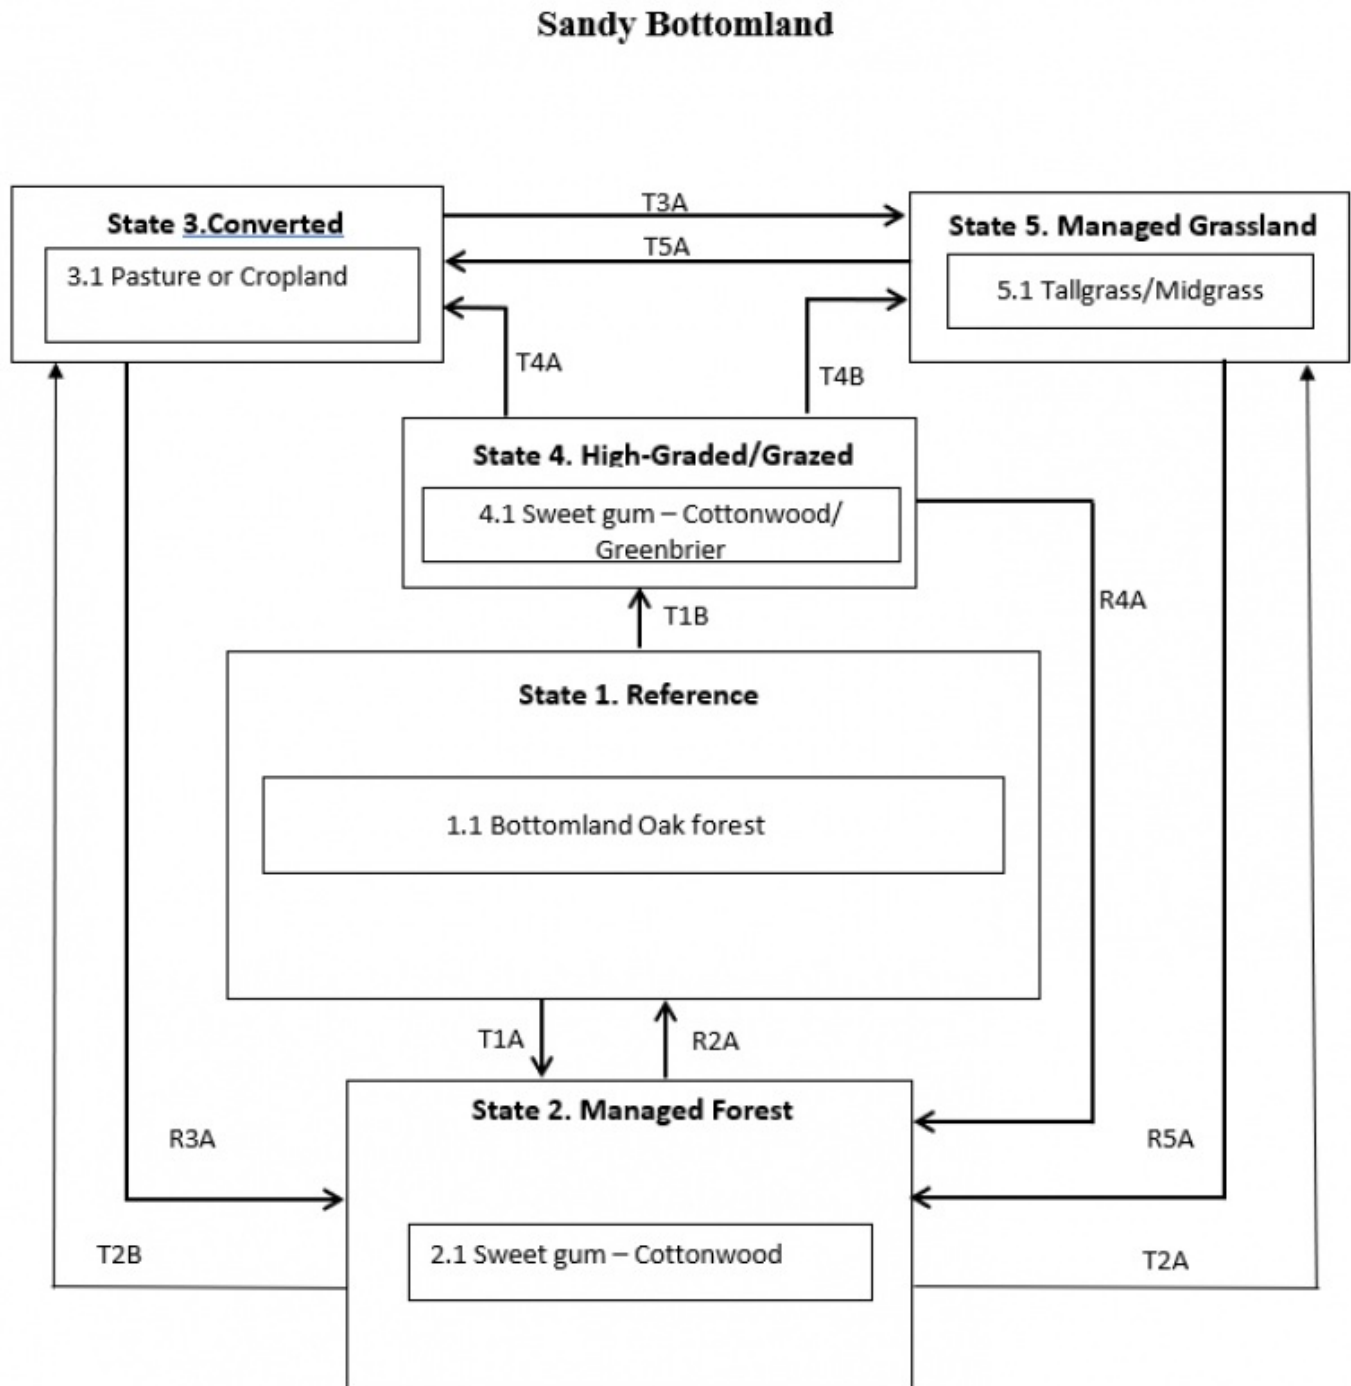 Sandy Bottomland
T3A
State 3.Converted
State 5. Managed Grassland
T5A
3.1 Pasture or Cropland
5.1 Tallgrass/Midgrass
T4A
T4B
State 4. High-Graded/Grazed
4.1 Sweet gum – Cottonwood/
Greenbrier
R4A
T1B
State 1. Reference
1.1 Bottomland Oak forest
T1A
R2A
State 2. Managed Forest
R3A
R5A
2.1 Sweet gum – Cottonwood
T2B
T2A